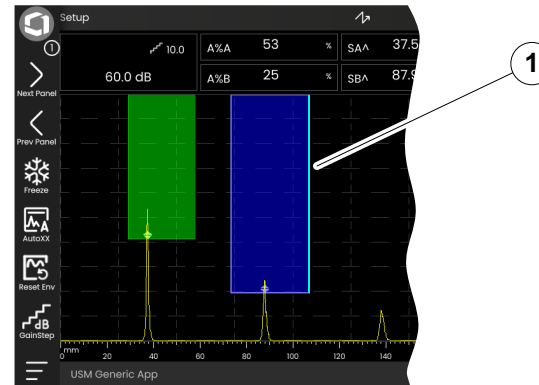 Setup
1
10.0
60.0 dB
A%A 53 % SA^ 37.5
A%B 25 % SB^ 87.9
1
Next Panel
Prev Panel
Freeze
AutoXX
Reset Env
dB
GainStep
mm
0 20 40 60 80 100 120 140
USM Generic App